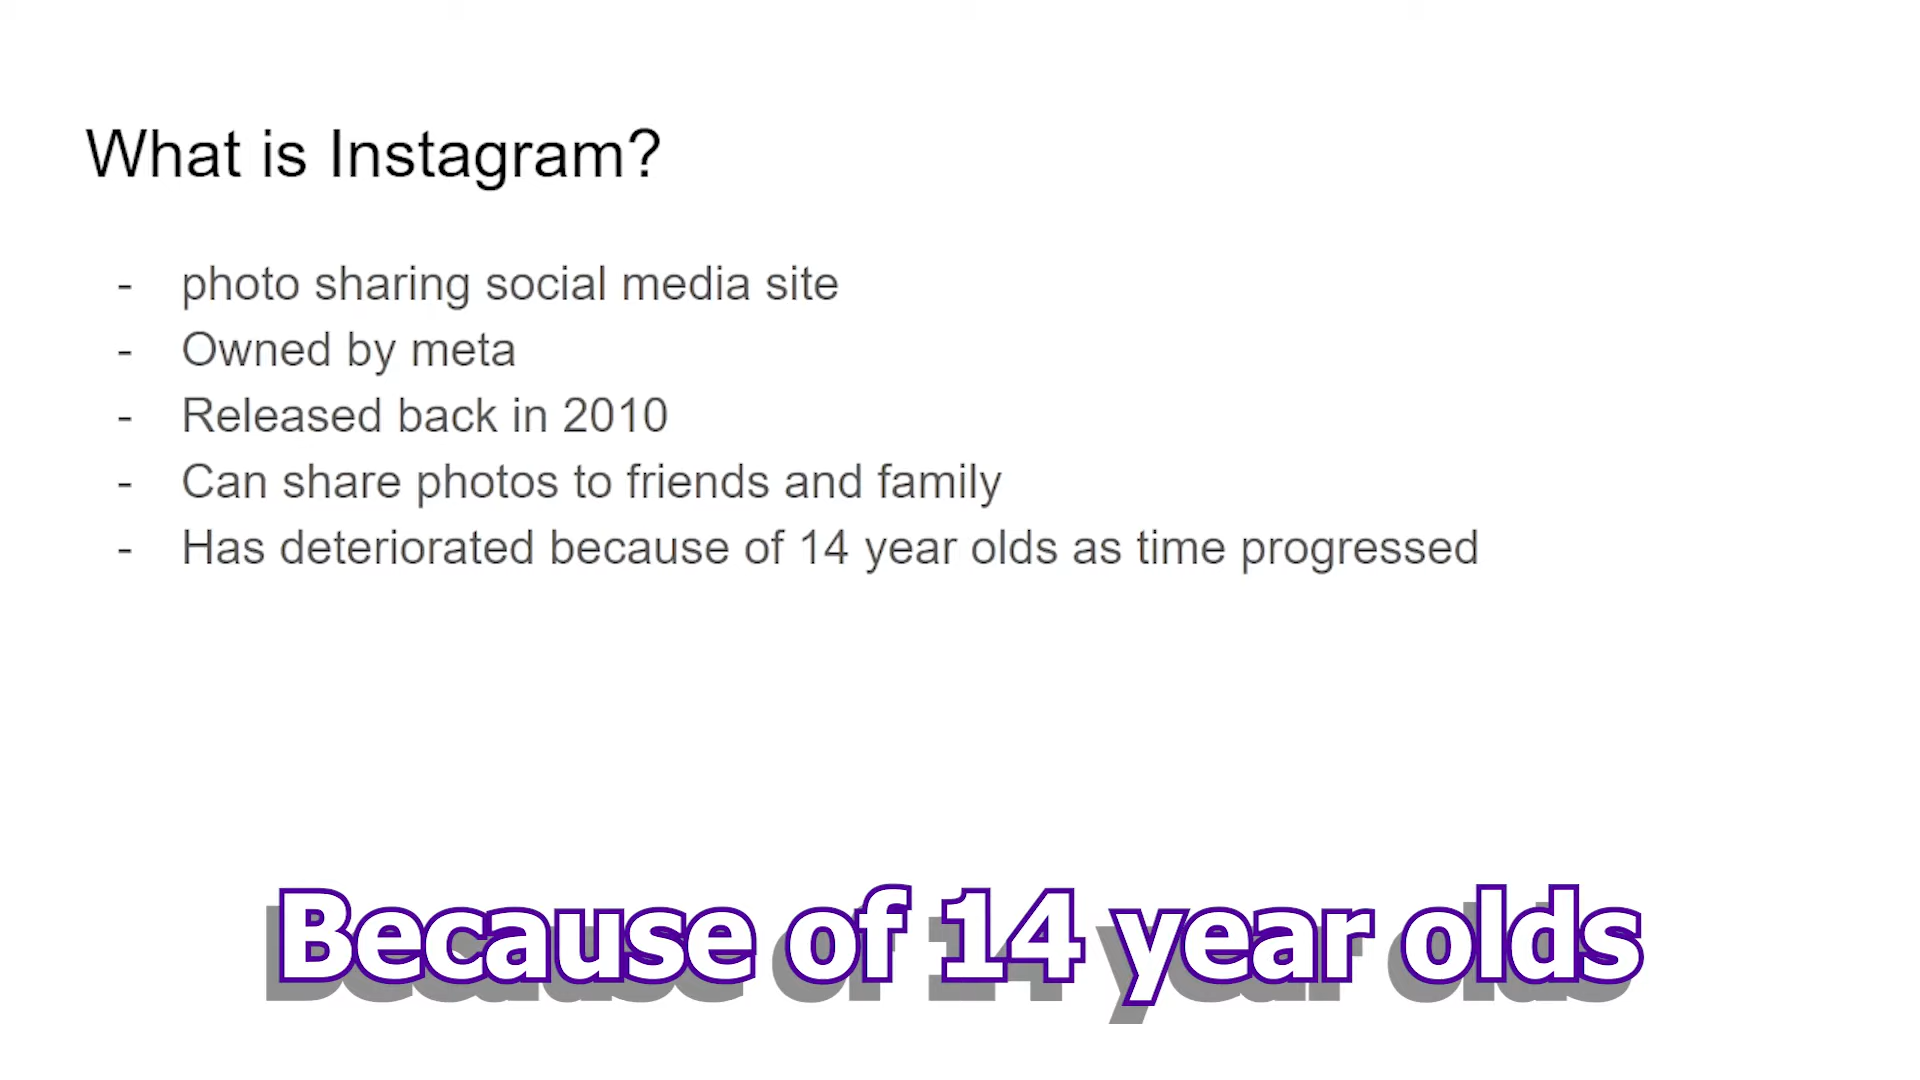 What is Instagram?
- photo sharing social media site
- Owned by meta
- Released back in 2010
- Can share photos to friends and family
- Has deteriorated because of 14 year olds as time progressed
Because of 14 year olds